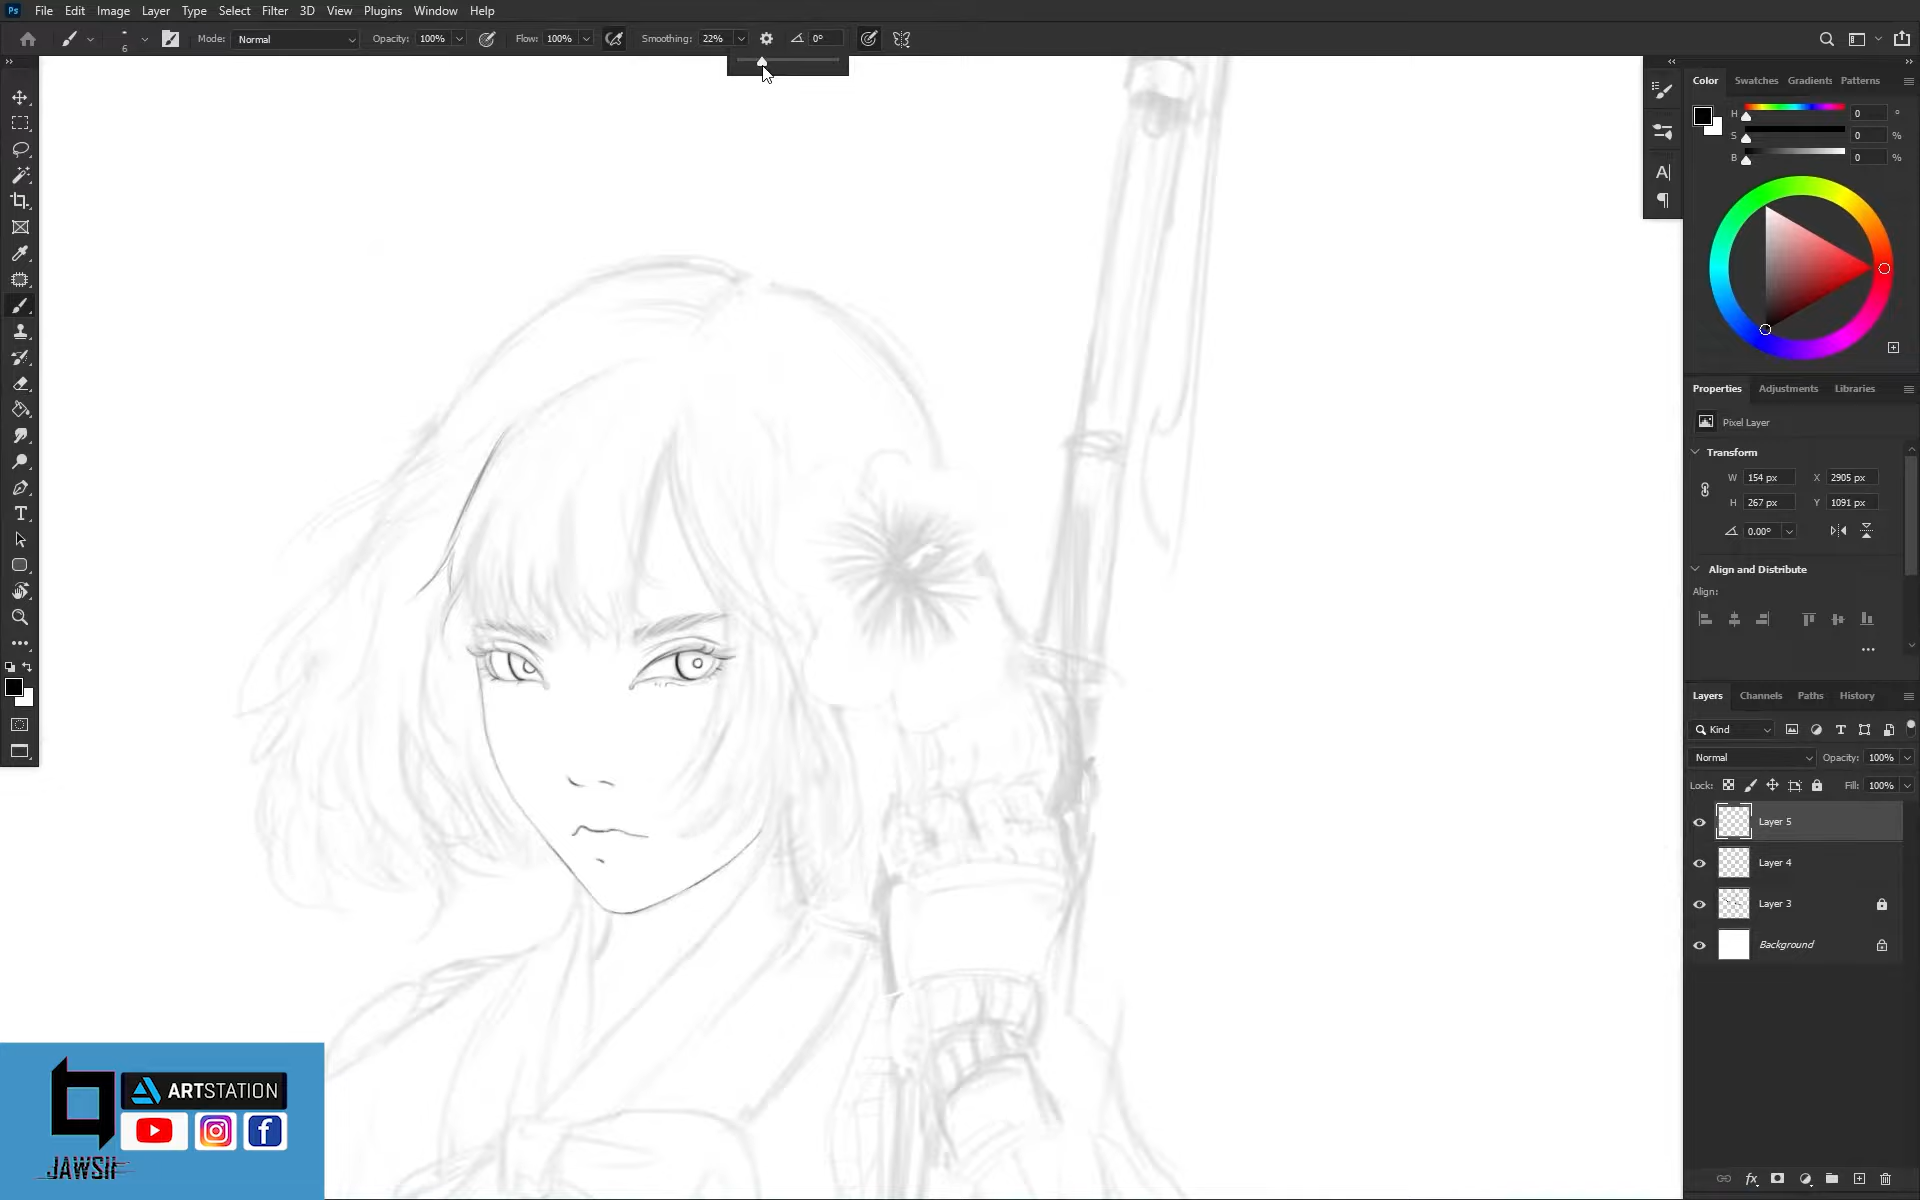 Ps File Edit Image Layer Type Select Filter 3D View Plugins Window Help
6 Mode: Normal Opacity: 100% Flow: 100% Smoothing: 22% 0°
Color Swatches Gradients Patterns
H 0 °
S 0 %
B 0 %
A
Properties Adjustments Libraries
Pixel Layer
Transform
W 154 px X 2905 px
H 267 px Y 1091 px
0.00°
Align and Distribute
Align:
Layers Channels Paths History
Kind
Normal Opacity: 100%
Lock: Fill: 100%
Layer 5
Layer 4
Layer 3
Background
fx
ARTSTATION
JAWSH